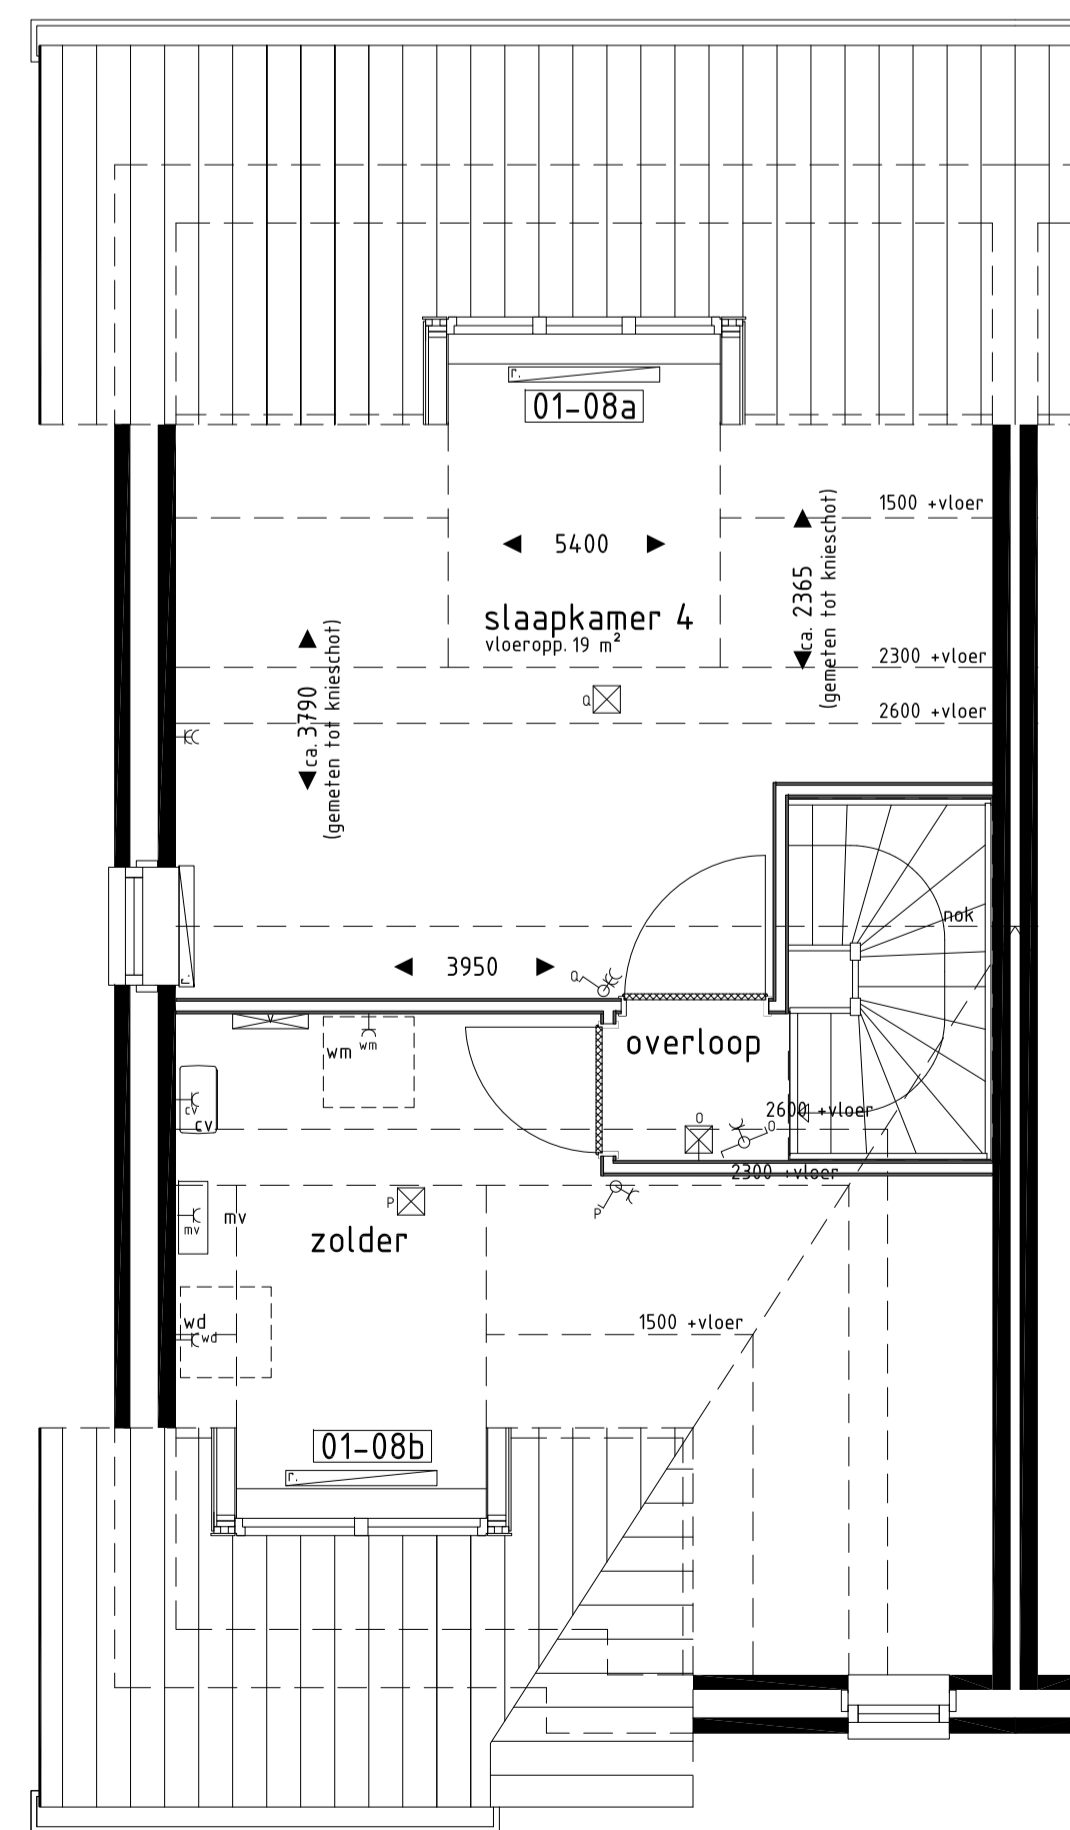 r.
01-08a
1500 +vloer
5400
ca. 2365
(gemeten tot knieschot)
slaapkamer 4
vloeropp. 19 m²
ca. 3790
(gemeten tot knieschot)
2300 +vloer
a
2600 +vloer
nok
3950
a
r.
v
wm
wm
overloop
cv
cv
2600 +vloer
O
O
2300 +vloer
P
P
mv
mv
zolder
wd
wd
1500 +vloer
01-08b
r.